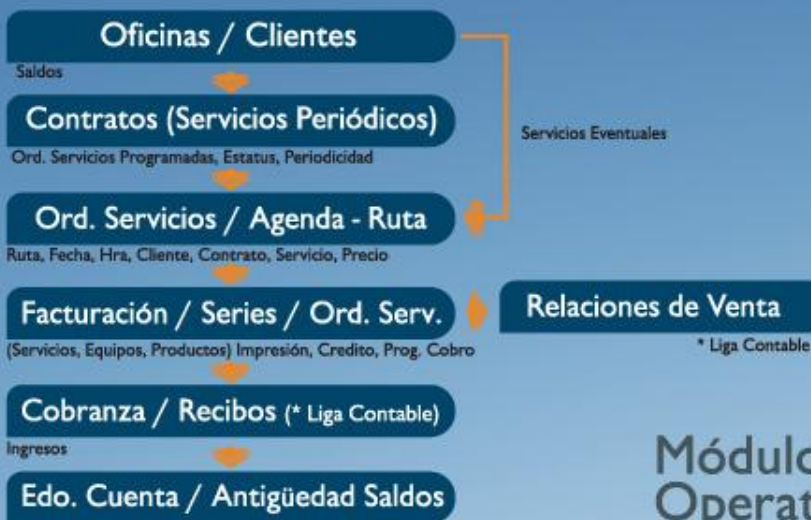 Oficinas / Clientes
Saldos
Contratos (Servicios Periódicos)
Servicios Eventuales
Ord. Servicios Programadas, Estatus, Periodicidad
Ord. Servicios / Agenda - Ruta
Ruta, Fecha, Hra, Cliente, Contrato, Servicio, Precio
Facturación / Series / Ord. Serv.
Relaciones de Venta
(Servicios, Equipos, Productos) Impresión, Credito, Prog. Cobro
* Liga Contable
Cobranza / Recibos (* Liga Contable)
Ingresos
Módulo
Operat
Edo. Cuenta / Antigüedad Saldos